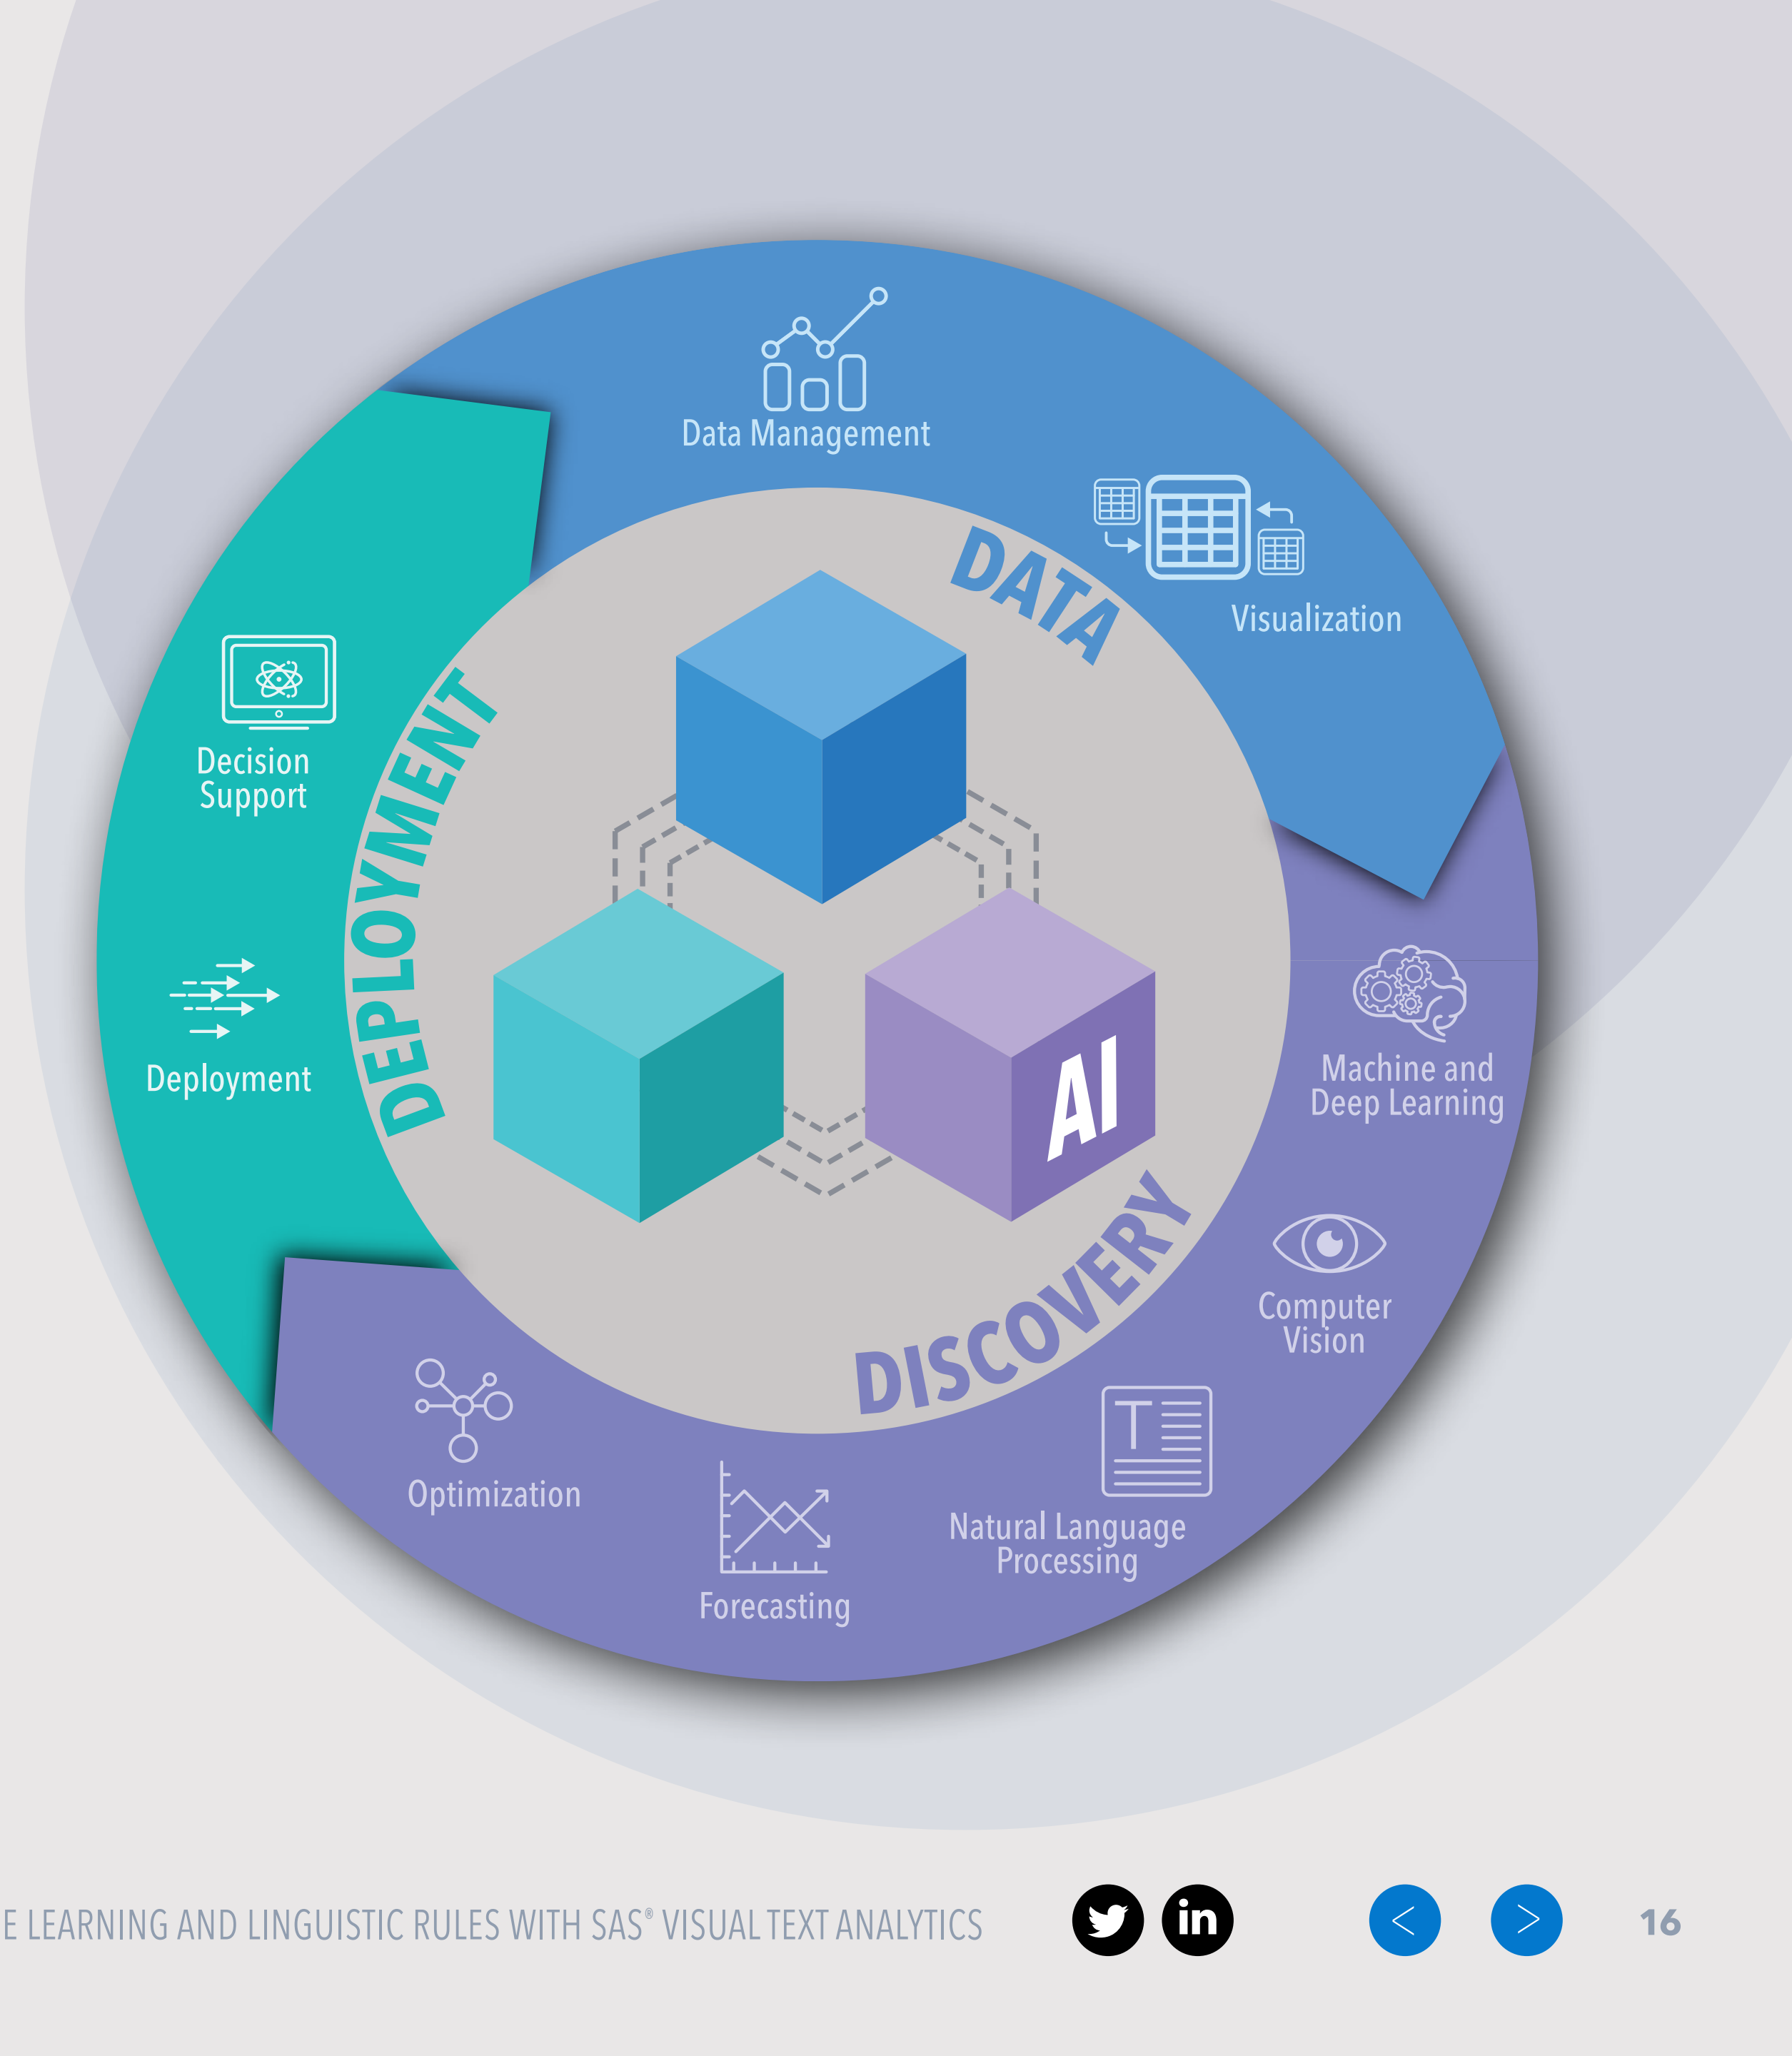 Data Management
DATA
Visualization
Decision
Support
DEPLOYMENT
Deployment
AI
Machine and
Deep Learning
Computer
Vision
DISCOVERY
Optimization
Natural Language
Processing
Forecasting
E LEARNING AND LINGUISTIC RULES WITH SAS® VISUAL TEXT ANALYTICS
in
16